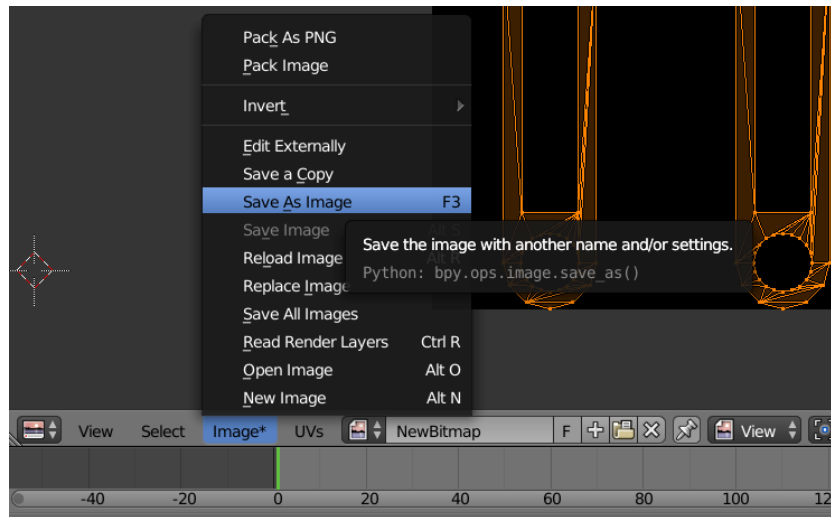 Pack As PNG
Pack Image
Invert
Edit Externally
Save a Copy
Save As Image F3
Save Image Alt S
Save the image with another name and/or settings.
Reload Image Alt R
Python: bpy.ops.image.save_as()
Replace Image
Save All Images
Read Render Layers Ctrl R
Open Image Alt O
New Image Alt N
View Select Image* UVs NewBitmap F View
-40 -20 0 20 40 60 80 100 12